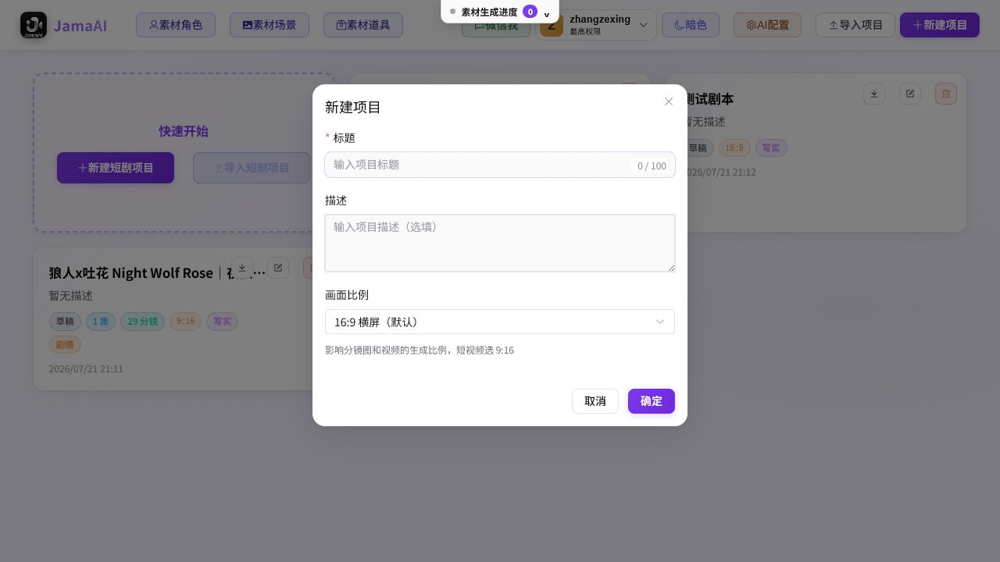 素材生成进度 0 v
JamaAI
JamaAI
素材角色
素材场景
素材道具
微信我
Z
zhangzexing
最高权限
暗色
AI配置
导入项目
新建项目
快速开始
新建短剧项目
导入短剧项目
测试剧本
暂无描述
草稿
16:9
写实
2026/07/21 21:12
狼人x吐花 Night Wolf Rose｜夜…
暂无描述
草稿
1 集
29 分镜
9:16
写实
剧情
2026/07/21 21:11
新建项目
* 标题
输入项目标题
0 / 100
描述
输入项目描述（选填）
画面比例
16:9 横屏（默认）
影响分镜图和视频的生成比例，短视频选 9:16
取消
确定